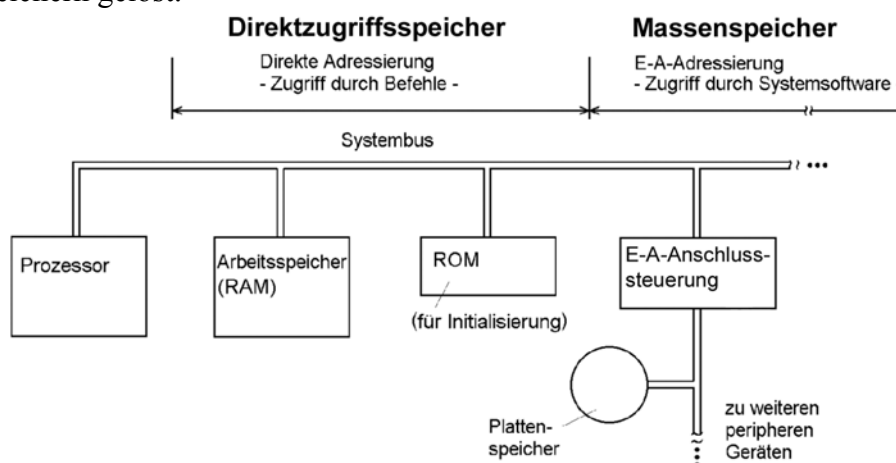 gelöst.
Direktzugriffsspeicher
Massenspeicher
Direkte Adressierung
- Zugriff durch Befehle -
E-A-Adressierung
- Zugriff durch Systemsoftware
Systembus
Prozessor
Arbeitsspeicher
(RAM)
ROM
(für Initialisierung)
E-A-Anschluss-
steuerung
Platten-
speicher
zu weiteren
peripheren
Geräten